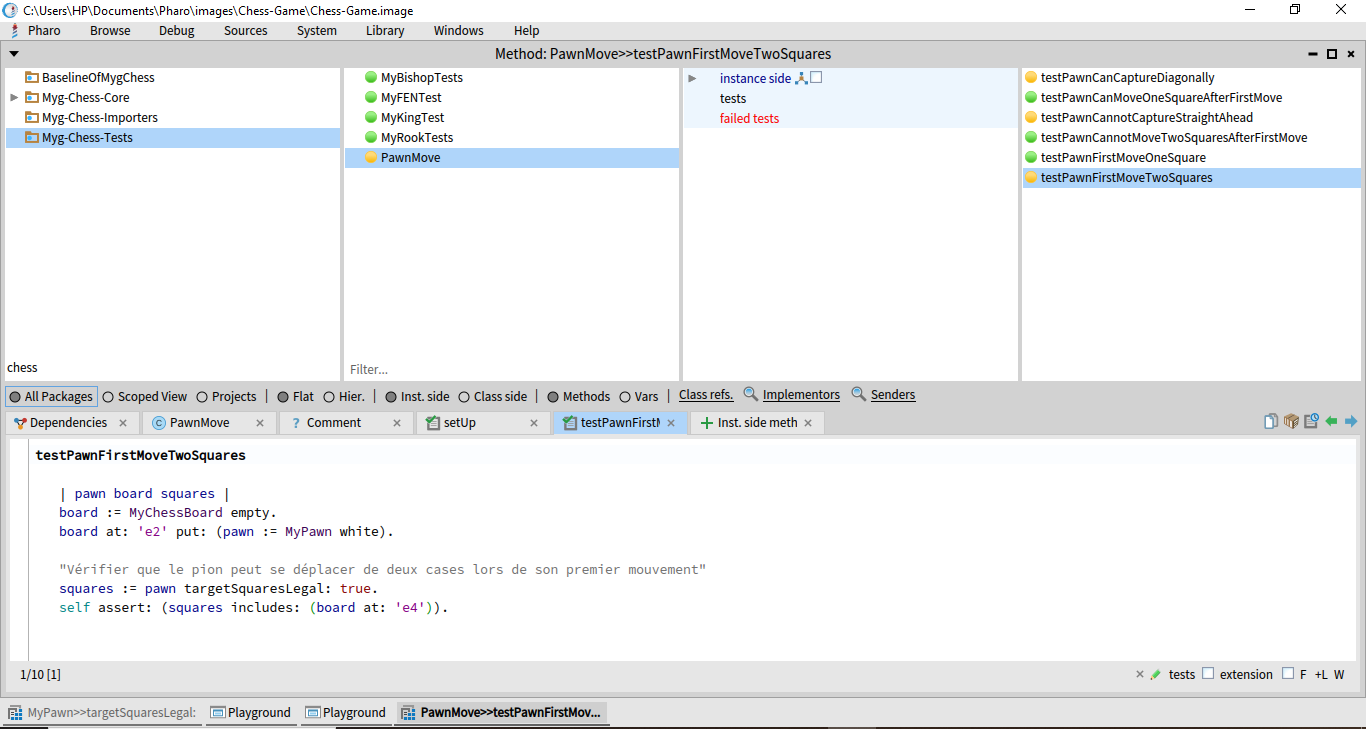 C:\Users\HP\Documents\Pharo\images\Chess-Game\Chess-Game.image
Pharo Browse Debug Sources System Library Windows Help
Method: PawnMove>>testPawnFirstMoveTwoSquares
BaselineOfMygChess
Myg-Chess-Core
Myg-Chess-Importers
Myg-Chess-Tests
chess
MyBishopTests
MyFENTest
MyKingTest
MyRookTests
PawnMove
Filter...
instance side
tests
failed tests
testPawnCanCaptureDiagonally
testPawnCanMoveOneSquareAfterFirstMove
testPawnCannotCaptureStraightAhead
testPawnCannotMoveTwoSquaresAfterFirstMove
testPawnFirstMoveOneSquare
testPawnFirstMoveTwoSquares
All Packages Scoped View Projects | Flat Hier. | Inst. side Class side | Methods Vars | Class refs. Implementors Senders
Dependencies × PawnMove × ? Comment × setUp × testPawnFirstM × Inst. side meth ×
testPawnFirstMoveTwoSquares
| pawn board squares |
board := MyChessBoard empty.
board at: 'e2' put: (pawn := MyPawn white).
"Vérifier que le pion peut se déplacer de deux cases lors de son premier mouvement"
squares := pawn targetSquaresLegal: true.
self assert: (squares includes: (board at: 'e4')).
1/10 [1] × tests extension F +L W
MyPawn>>targetSquaresLegal: Playground Playground PawnMove>>testPawnFirstMov...